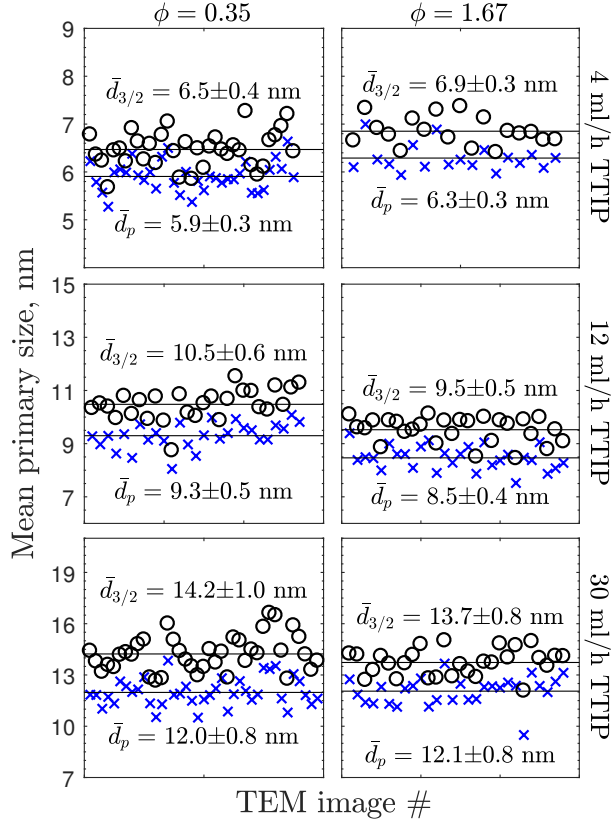 ϕ = 0.35
ϕ = 1.67
9
8
7
6
5
d̄3/2 = 6.5±0.4 nm
d̄p = 5.9±0.3 nm
d̄3/2 = 6.9±0.3 nm
d̄p = 6.3±0.3 nm
4 ml/h TTIP
Mean primary size, nm
15
13
11
9
7
d̄3/2 = 10.5±0.6 nm
d̄p = 9.3±0.5 nm
d̄3/2 = 9.5±0.5 nm
d̄p = 8.5±0.4 nm
12 ml/h TTIP
19
16
13
10
7
d̄3/2 = 14.2±1.0 nm
d̄p = 12.0±0.8 nm
d̄3/2 = 13.7±0.8 nm
d̄p = 12.1±0.8 nm
30 ml/h TTIP
TEM image #